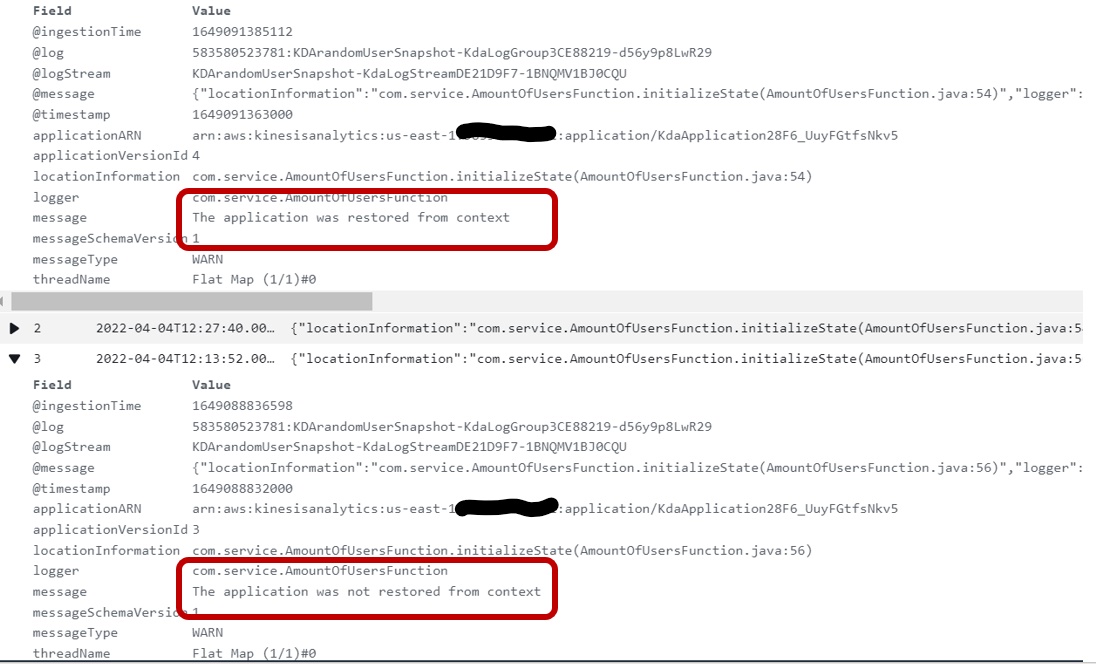 Field Value
@ingestionTime 1649091385112
@log 583580523781:KDArandomUserSnapshot-KdaLogGroup3CE88219-d56y9p8LwR29
@logStream KDArandomUserSnapshot-KdaLogStreamDE21D9F7-1BNQMV1BJ0CQU
@message {"locationInformation":"com.service.AmountOfUsersFunction.initializeState(AmountOfUsersFunction.java:54)","logger":
@timestamp 1649091363000
applicationARN arn:aws:kinesisanalytics:us-east-1 :application/KdaApplication28F6_UuyFGtfsNkv5
applicationVersionId 4
locationInformation com.service.AmountOfUsersFunction.initializeState(AmountOfUsersFunction.java:54)
logger com.service.AmountOfUsersFunction
message The application was restored from context
messageSchemaVersion 1
messageType WARN
threadName Flat Map (1/1)#0
2 2022-04-04T12:27:40.00… {"locationInformation":"com.service.AmountOfUsersFunction.initializeState(AmountOfUsersFunction.java:5
3 2022-04-04T12:13:52.00… {"locationInformation":"com.service.AmountOfUsersFunction.initializeState(AmountOfUsersFunction.java:5
Field Value
@ingestionTime 1649088836598
@log 583580523781:KDArandomUserSnapshot-KdaLogGroup3CE88219-d56y9p8LwR29
@logStream KDArandomUserSnapshot-KdaLogStreamDE21D9F7-1BNQMV1BJ0CQU
@message {"locationInformation":"com.service.AmountOfUsersFunction.initializeState(AmountOfUsersFunction.java:56)","logger":
@timestamp 1649088832000
applicationARN arn:aws:kinesisanalytics:us-east-1 :application/KdaApplication28F6_UuyFGtfsNkv5
applicationVersionId 3
locationInformation com.service.AmountOfUsersFunction.initializeState(AmountOfUsersFunction.java:56)
logger com.service.AmountOfUsersFunction
message The application was not restored from context
messageSchemaVersion 1
messageType WARN
threadName Flat Map (1/1)#0